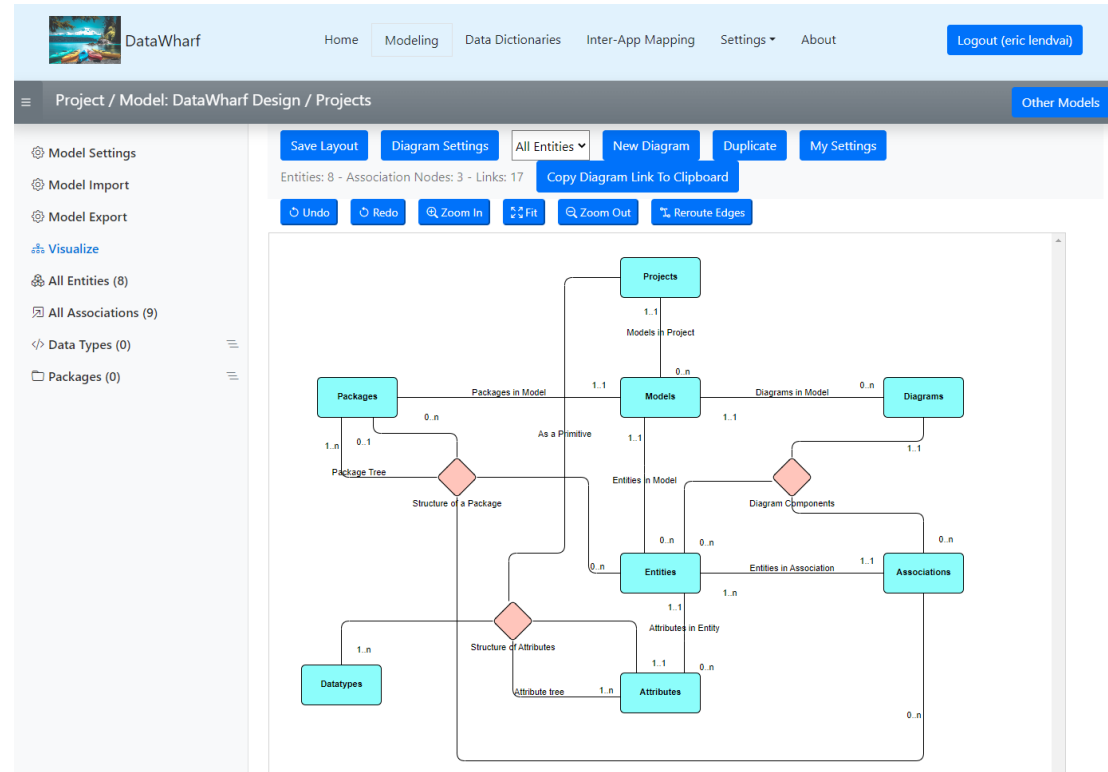 DataWharf
Home Modeling Data Dictionaries Inter-App Mapping Settings About
Logout (eric lendvai)
Project / Model: DataWharf Design / Projects
Other Models
Model Settings
Model Import
Model Export
Visualize
All Entities (8)
All Associations (9)
</> Data Types (0)
Packages (0)
Save Layout Diagram Settings All Entities New Diagram Duplicate My Settings
Entities: 8 - Association Nodes: 3 - Links: 17 Copy Diagram Link To Clipboard
Undo Redo Zoom In Fit Zoom Out Reroute Edges
Projects
1..1
Models in Project
0..n
Packages Packages in Model 1..1 Models Diagrams in Model 0..n Diagrams
0..n 1..1
As a Primitive 1..1
1..n 0..1 1..1
Package Tree
Entities in Model
Structure of a Package Diagram Components
0..n 0..n 0..n
0..n Entities Entities in Association 1..1 Associations
1..n
1..1
Attributes in Entity
Structure of Attributes
1..n 1..1 0..n
Datatypes Attribute tree 1..n Attributes
0..n